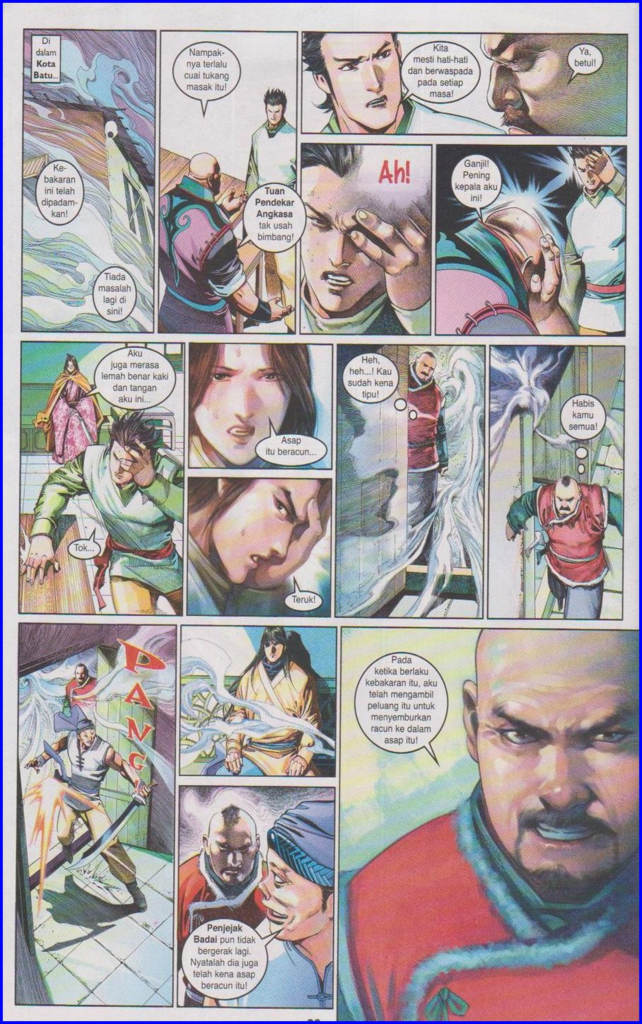 Di
dalam
Kota
Batu...
Ke-
bakaran
ini telah
dipadam-
kan!
Tiada
masalah
lagi di
sini!
Nampak-
nya terlalu
cuai tukang
masak itu!
Tuan
Pendekar
Angkasa
tak usah
bimbang!
Kita
mesti hati-hati
dan berwaspada
pada setiap
masa!
Ya,
betul!
Ah!
Ganjil!
Pening
kepala aku
ini!
Aku
juga merasa
lemah benar kaki
dan tangan
aku ini...
Tok...
Asap
itu beracun...
Teruk!
Heh,
heh...! Kau
sudah kena
tipu!
Habis
kamu
semua!
PANG!
Penjejak
Badai pun tidak
bergerak lagi.
Nyatalah dia juga
telah kena asap
beracun itu!
Pada
ketika berlaku
kebakaran itu, aku
telah mengambil
peluang itu untuk
menyemburkan
racun ke dalam
asap itu!